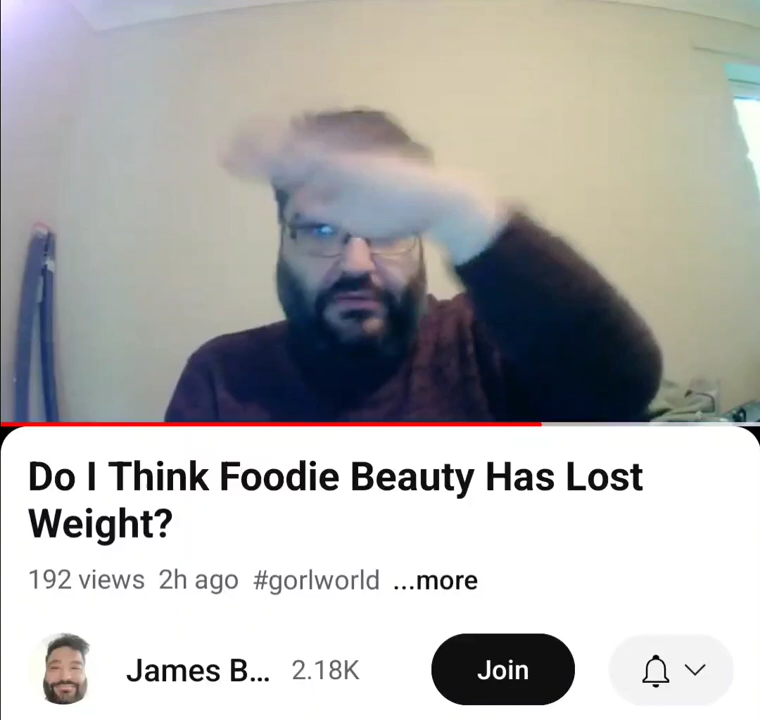 Do I Think Foodie Beauty Has Lost
Weight?
192 views 2h ago #gorlworld ...more
James B... 2.18K Join